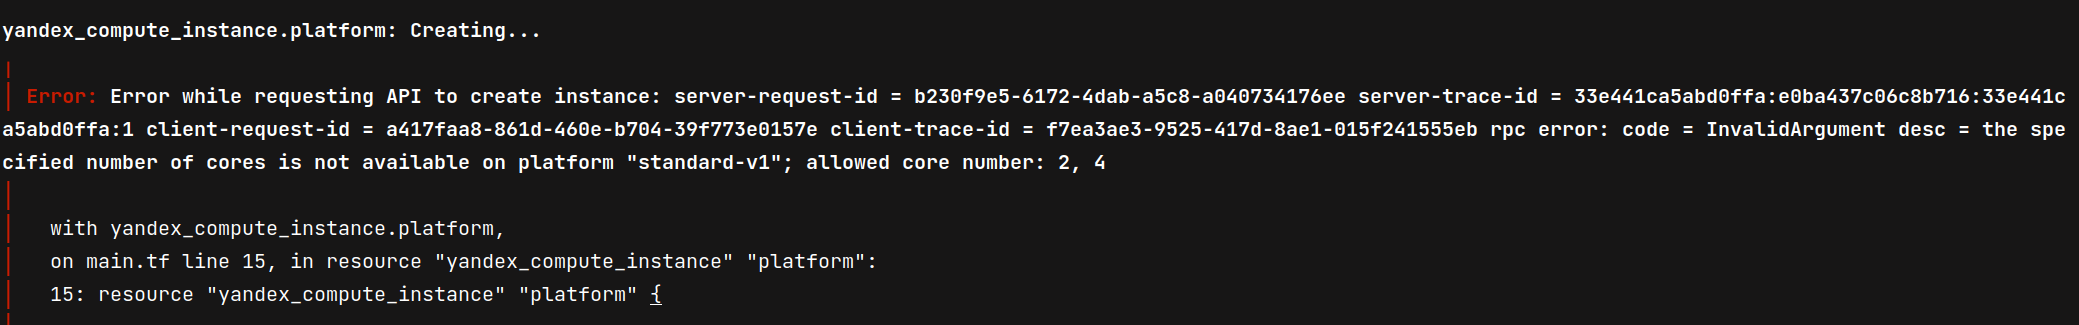 yandex_compute_instance.platform: Creating...
Error: Error while requesting API to create instance: server-request-id = b230f9e5-6172-4dab-a5c8-a040734176ee server-trace-id = 33e441ca5abd0ffa:e0ba437c06c8b716:33e441c
a5abd0ffa:1 client-request-id = a417faa8-861d-460e-b704-39f773e0157e client-trace-id = f7ea3ae3-9525-417d-8ae1-015f241555eb rpc error: code = InvalidArgument desc = the spe
cified number of cores is not available on platform "standard-v1"; allowed core number: 2, 4
with yandex_compute_instance.platform,
on main.tf line 15, in resource "yandex_compute_instance" "platform":
15: resource "yandex_compute_instance" "platform" {